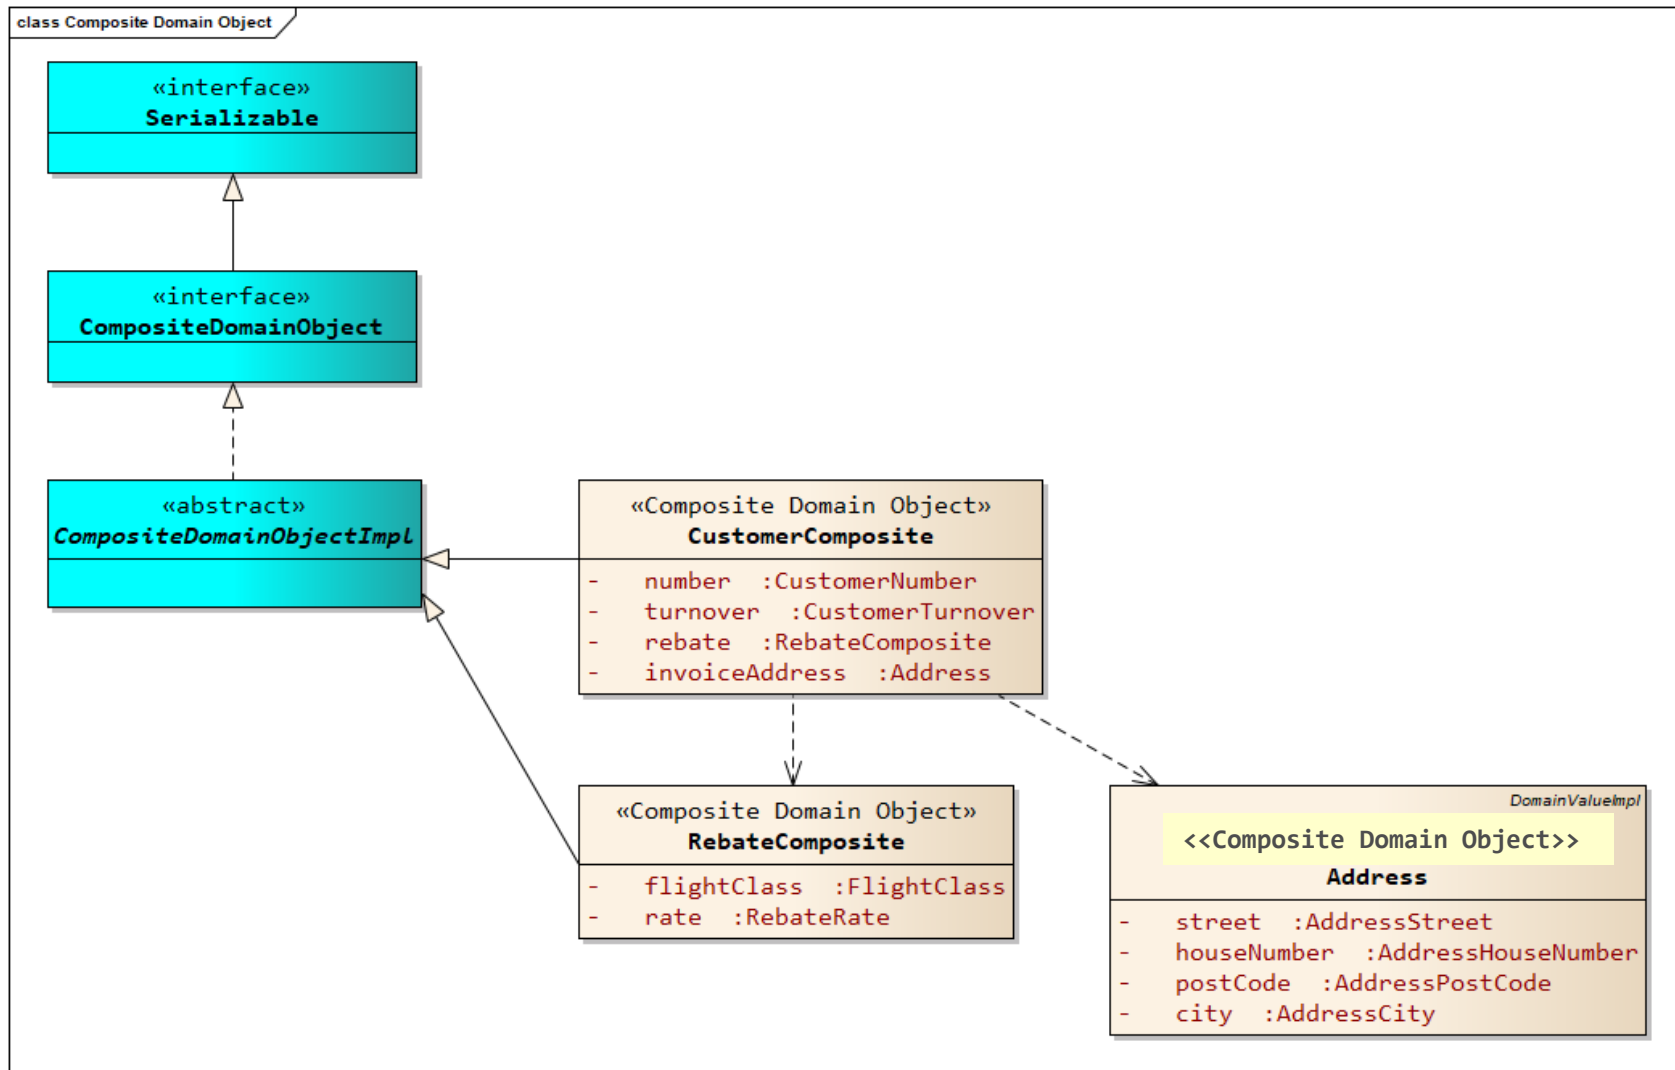 class Composite Domain Object
«interface»
Serializable
«interface»
CompositeDomainObject
«abstract»
CompositeDomainObjectImpl
«Composite Domain Object»
CustomerComposite
- number :CustomerNumber
- turnover :CustomerTurnover
- rebate :RebateComposite
- invoiceAddress :Address
«Composite Domain Object»
RebateComposite
- flightClass :FlightClass
- rate :RebateRate
DomainValueImpl
<<Composite Domain Object>>
Address
- street :AddressStreet
- houseNumber :AddressHouseNumber
- postCode :AddressPostCode
- city :AddressCity